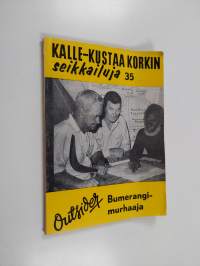 KALLE-KUSTAA KORKIN
seikkailuja 35
Outsider
Bumerangi-
murhaaja